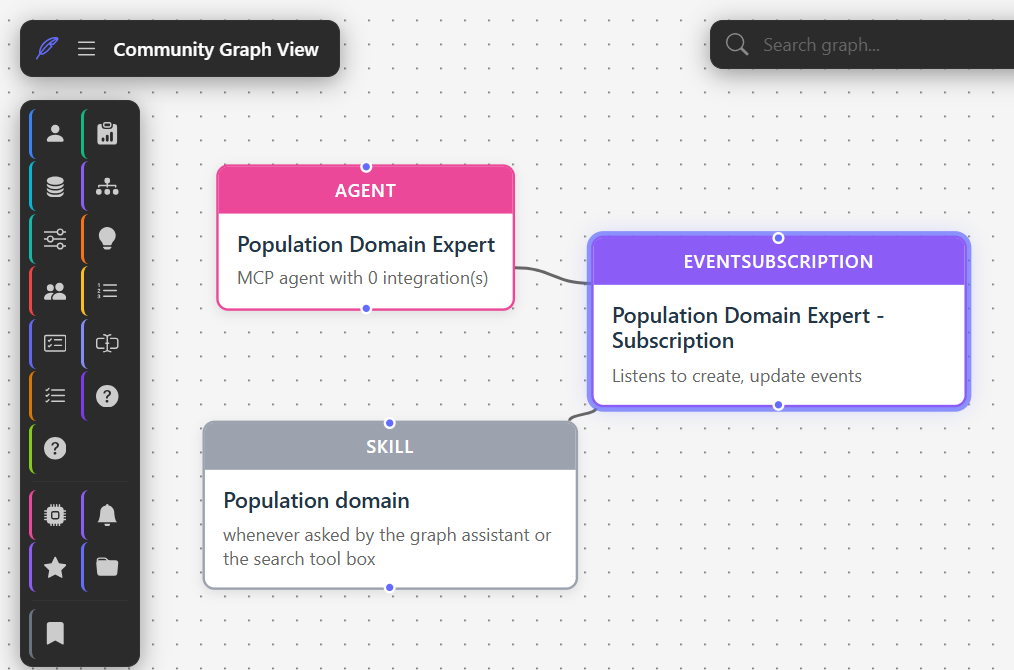 Community Graph View
Search graph...
AGENT
Population Domain Expert
MCP agent with 0 integration(s)
EVENTSUBSCRIPTION
Population Domain Expert -
Subscription
Listens to create, update events
SKILL
Population domain
whenever asked by the graph assistant or
the search tool box